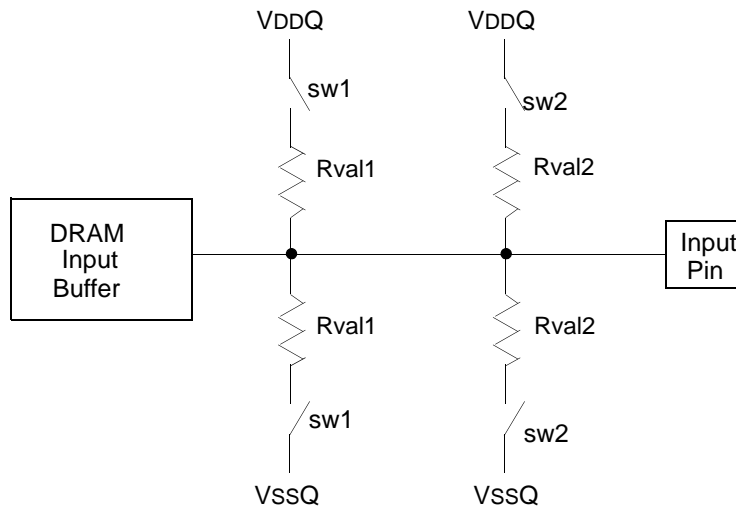 VDDQ
VDDQ
sw1
sw2
Rval1
Rval2
DRAM
Input
Buffer
Input
Pin
Rval1
Rval2
sw1
sw2
VSSQ
VSSQ